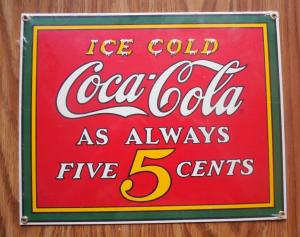 ICE COLD
Coca-Cola
AS ALWAYS
FIVE 5 CENTS